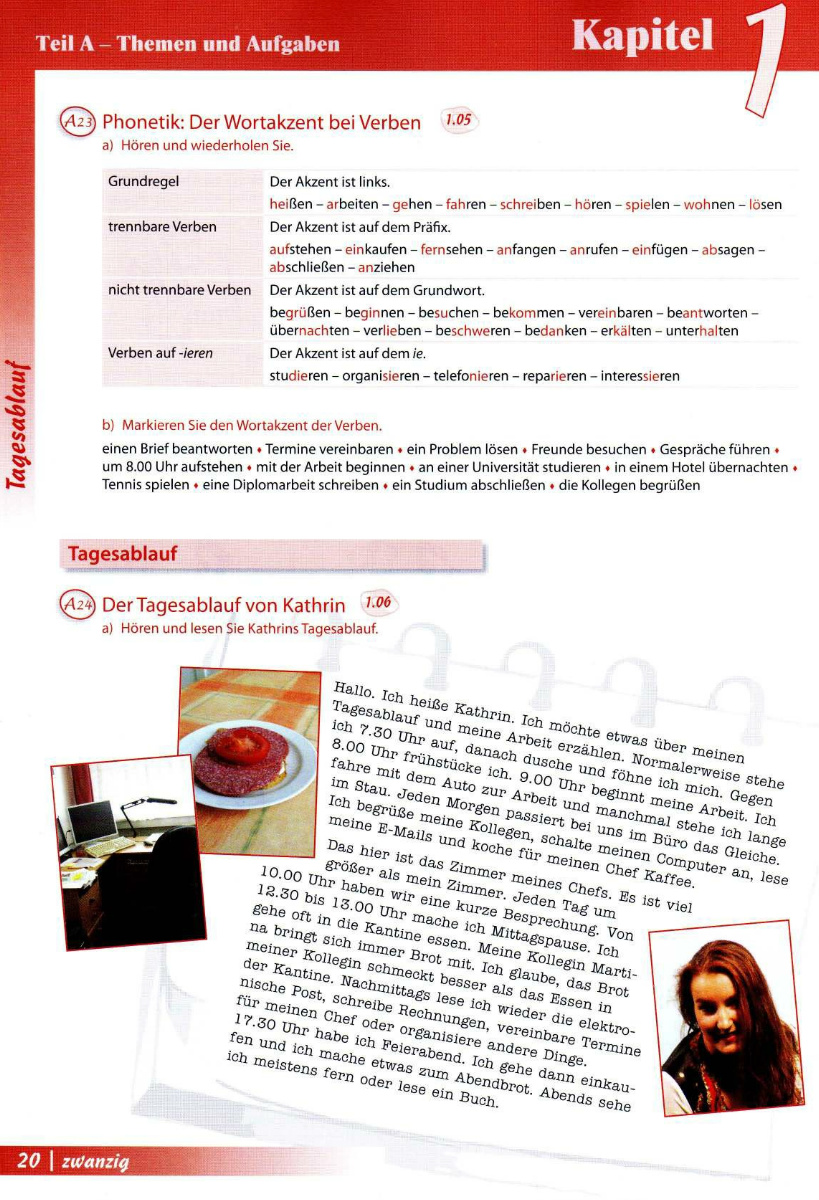 Teil A – Themen und Aufgaben
Kapitel 1
A23 Phonetik: Der Wortakzent bei Verben 1.05
a) Hören und wiederholen Sie.
Grundregel Der Akzent ist links.
heißen – arbeiten – gehen – fahren – schreiben – hören – spielen – wohnen – lösen
trennbare Verben Der Akzent ist auf dem Präfix.
aufstehen – einkaufen – fernsehen – anfangen – anrufen – einfügen – absagen –
abschließen – anziehen
nicht trennbare Verben Der Akzent ist auf dem Grundwort.
begrüßen – beginnen – besuchen – bekommen – vereinbaren – beantworten –
übernachten – verlieben – beschweren – bedanken – erkälten – unterhalten
Verben auf -ieren Der Akzent ist auf dem ie.
studieren – organisieren – telefonieren – reparieren – interessieren
b) Markieren Sie den Wortakzent der Verben.
einen Brief beantworten ♦ Termine vereinbaren ♦ ein Problem lösen ♦ Freunde besuchen ♦ Gespräche führen ♦
um 8.00 Uhr aufstehen ♦ mit der Arbeit beginnen ♦ an einer Universität studieren ♦ in einem Hotel übernachten ♦
Tennis spielen ♦ eine Diplomarbeit schreiben ♦ ein Studium abschließen ♦ die Kollegen begrüßen
Tagesablauf
Tagesablauf
A24 Der Tagesablauf von Kathrin 1.06
a) Hören und lesen Sie Kathrins Tagesablauf.
Hallo. Ich heiße Kathrin. Ich möchte etwas über meinen
Tagesablauf und meine Arbeit erzählen. Normalerweise stehe
ich 7.30 Uhr auf, danach dusche und föhne ich mich. Gegen
8.00 Uhr frühstücke ich. 9.00 Uhr beginnt meine Arbeit. Ich
fahre mit dem Auto zur Arbeit und manchmal stehe ich lange
im Stau. Jeden Morgen passiert bei uns im Büro das Gleiche.
Ich begrüße meine Kollegen, schalte meinen Computer an, lese
meine E-Mails und koche für meinen Chef Kaffee.
Das hier ist das Zimmer meines Chefs. Es ist viel
größer als mein Zimmer. Jeden Tag um
10.00 Uhr haben wir eine kurze Besprechung. Von
12.30 bis 13.00 Uhr mache ich Mittagspause. Ich
gehe oft in die Kantine essen. Meine Kollegin Marti-
na bringt sich immer Brot mit. Ich glaube, das Brot
meiner Kollegin schmeckt besser als das Essen in
der Kantine. Nachmittags lese ich wieder die elektro-
nische Post, schreibe Rechnungen, vereinbare Termine
für meinen Chef oder organisiere andere Dinge.
17.30 Uhr habe ich Feierabend. Ich gehe dann einkau-
fen und ich mache etwas zum Abendbrot. Abends sehe
ich meistens fern oder lese ein Buch.
20 | zwanzig